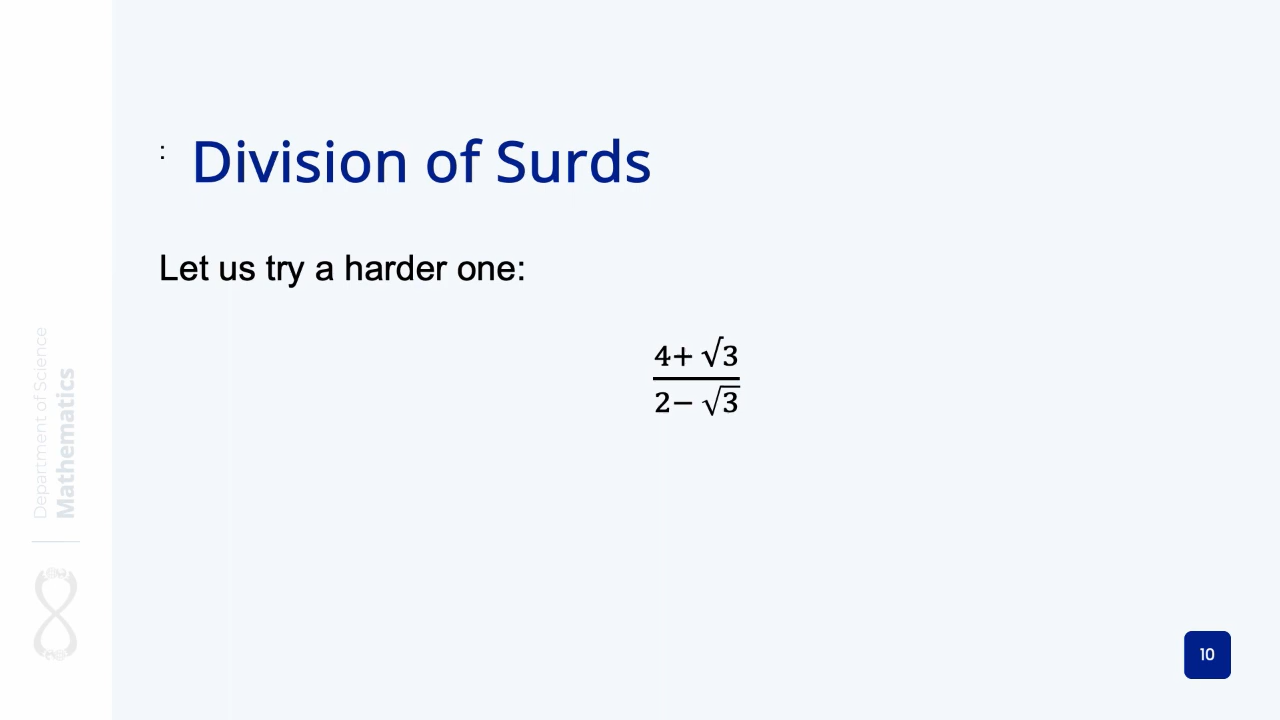 : Division of Surds
Let us try a harder one:
4+ √3
2− √3
Department of Science
Mathematics
10